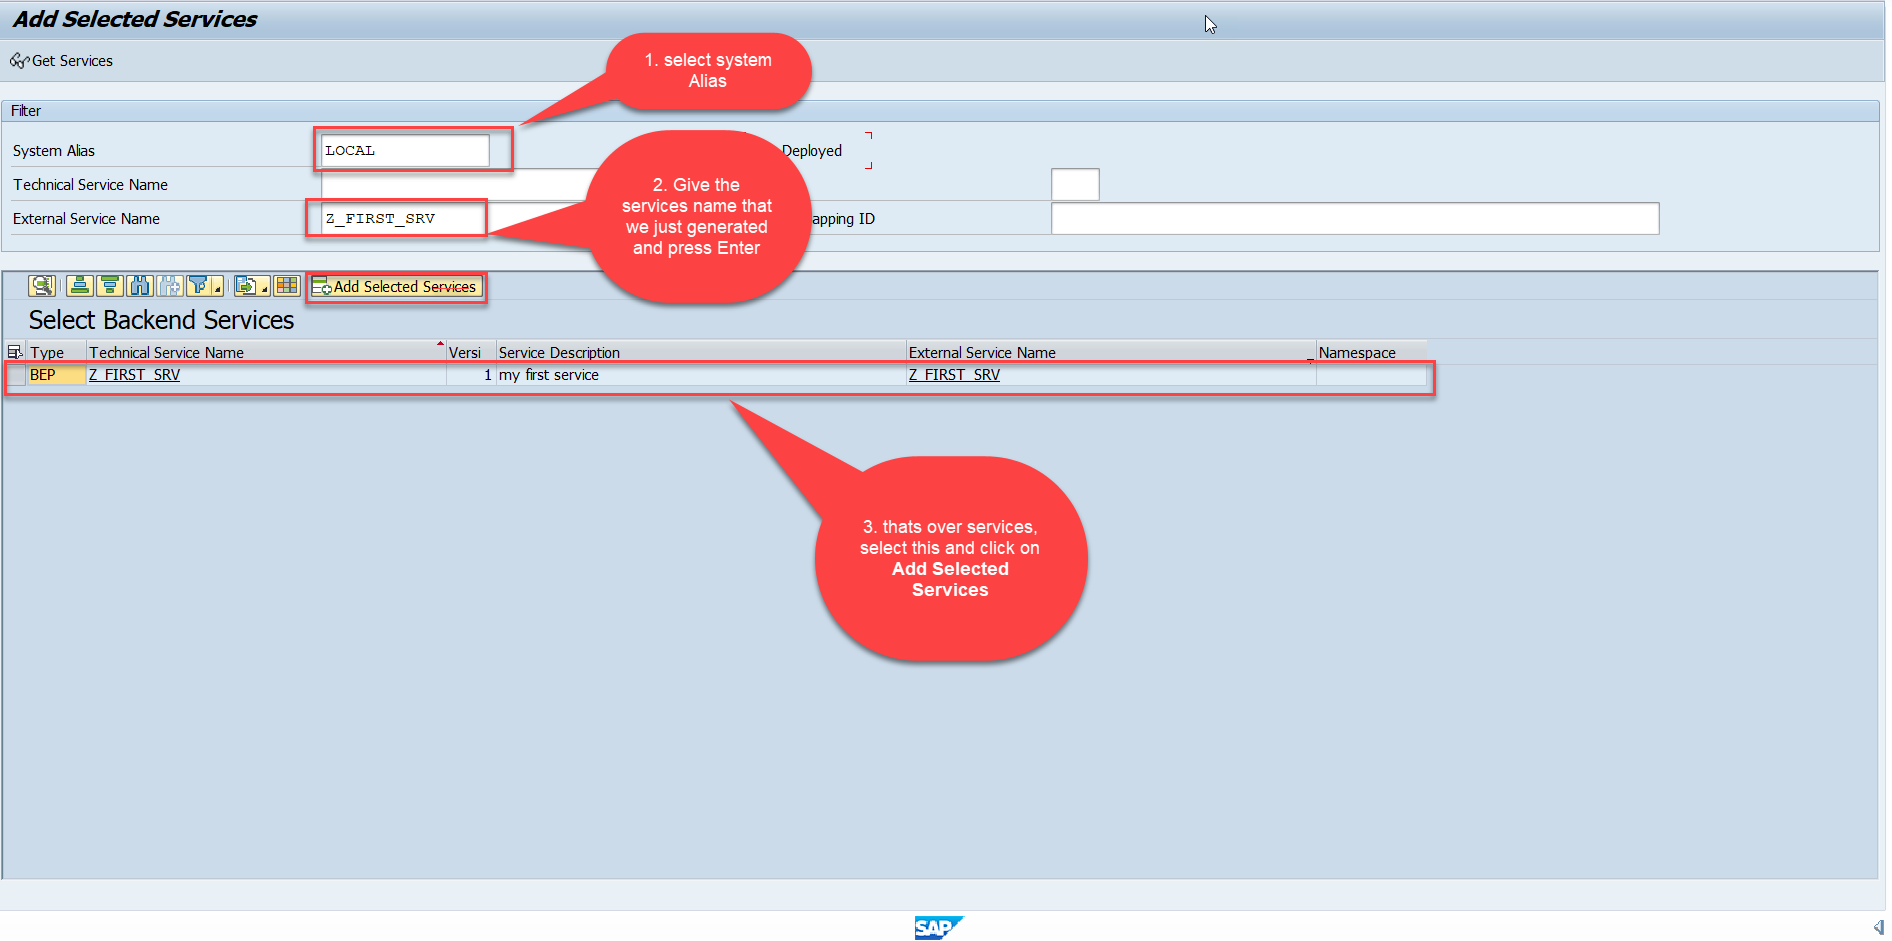 Add Selected Services
Get Services
1. select system
Alias
Filter
System Alias
LOCAL
Deployed
Technical Service Name
2. Give the
services name that
we just generated
and press Enter
External Service Name
Z_FIRST_SRV
apping ID
Add Selected Services
Select Backend Services
Type Technical Service Name Versi Service Description External Service Name Namespace
BEP Z_FIRST_SRV 1 my first service Z_FIRST_SRV
3. thats over services,
select this and click on
Add Selected
Services
SAP